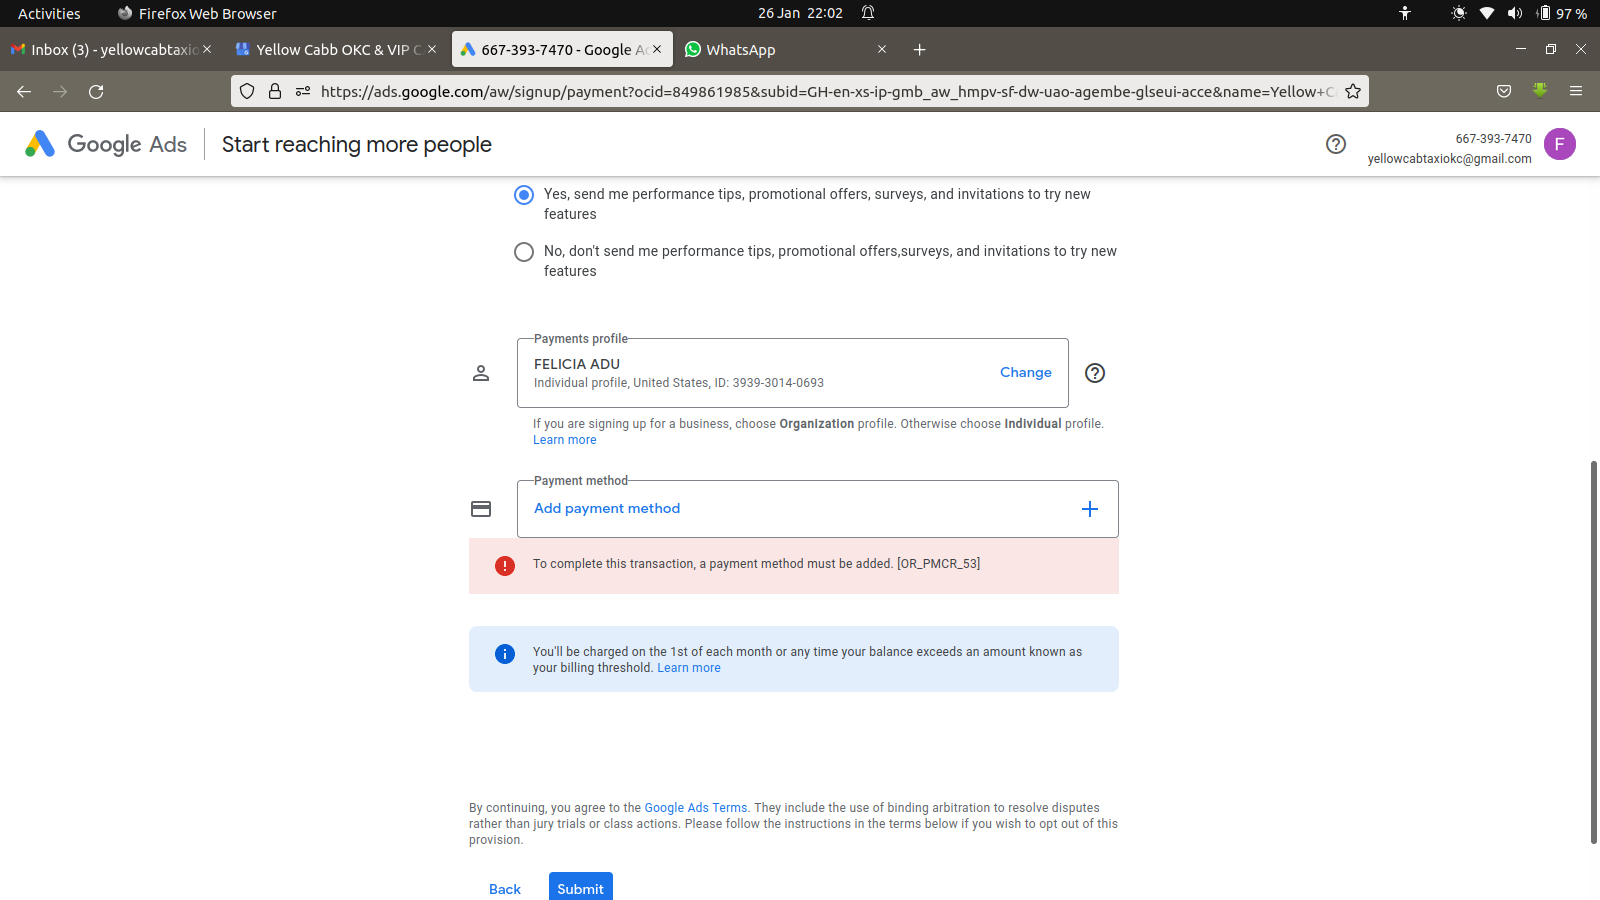 Activities Firefox Web Browser 26 Jan 22:02 97 %
Inbox (3) - yellowcabtaxio Yellow Cabb OKC & VIP C 667-393-7470 - Google Ad WhatsApp
https://ads.google.com/aw/signup/payment?ocid=849861985&subid=GH-en-xs-ip-gmb_aw_hmpv-sf-dw-uao-agembe-glseui-acce&name=Yellow+C
Google Ads Start reaching more people
667-393-7470
yellowcabtaxiokc@gmail.com
F
Yes, send me performance tips, promotional offers, surveys, and invitations to try new
features
No, don't send me performance tips, promotional offers,surveys, and invitations to try new
features
Payments profile
FELICIA ADU
Individual profile, United States, ID: 3939-3014-0693
Change
If you are signing up for a business, choose Organization profile. Otherwise choose Individual profile.
Learn more
Payment method
Add payment method
To complete this transaction, a payment method must be added. [OR_PMCR_53]
You'll be charged on the 1st of each month or any time your balance exceeds an amount known as
your billing threshold. Learn more
By continuing, you agree to the Google Ads Terms. They include the use of binding arbitration to resolve disputes
rather than jury trials or class actions. Please follow the instructions in the terms below if you wish to opt out of this
provision.
Back Submit